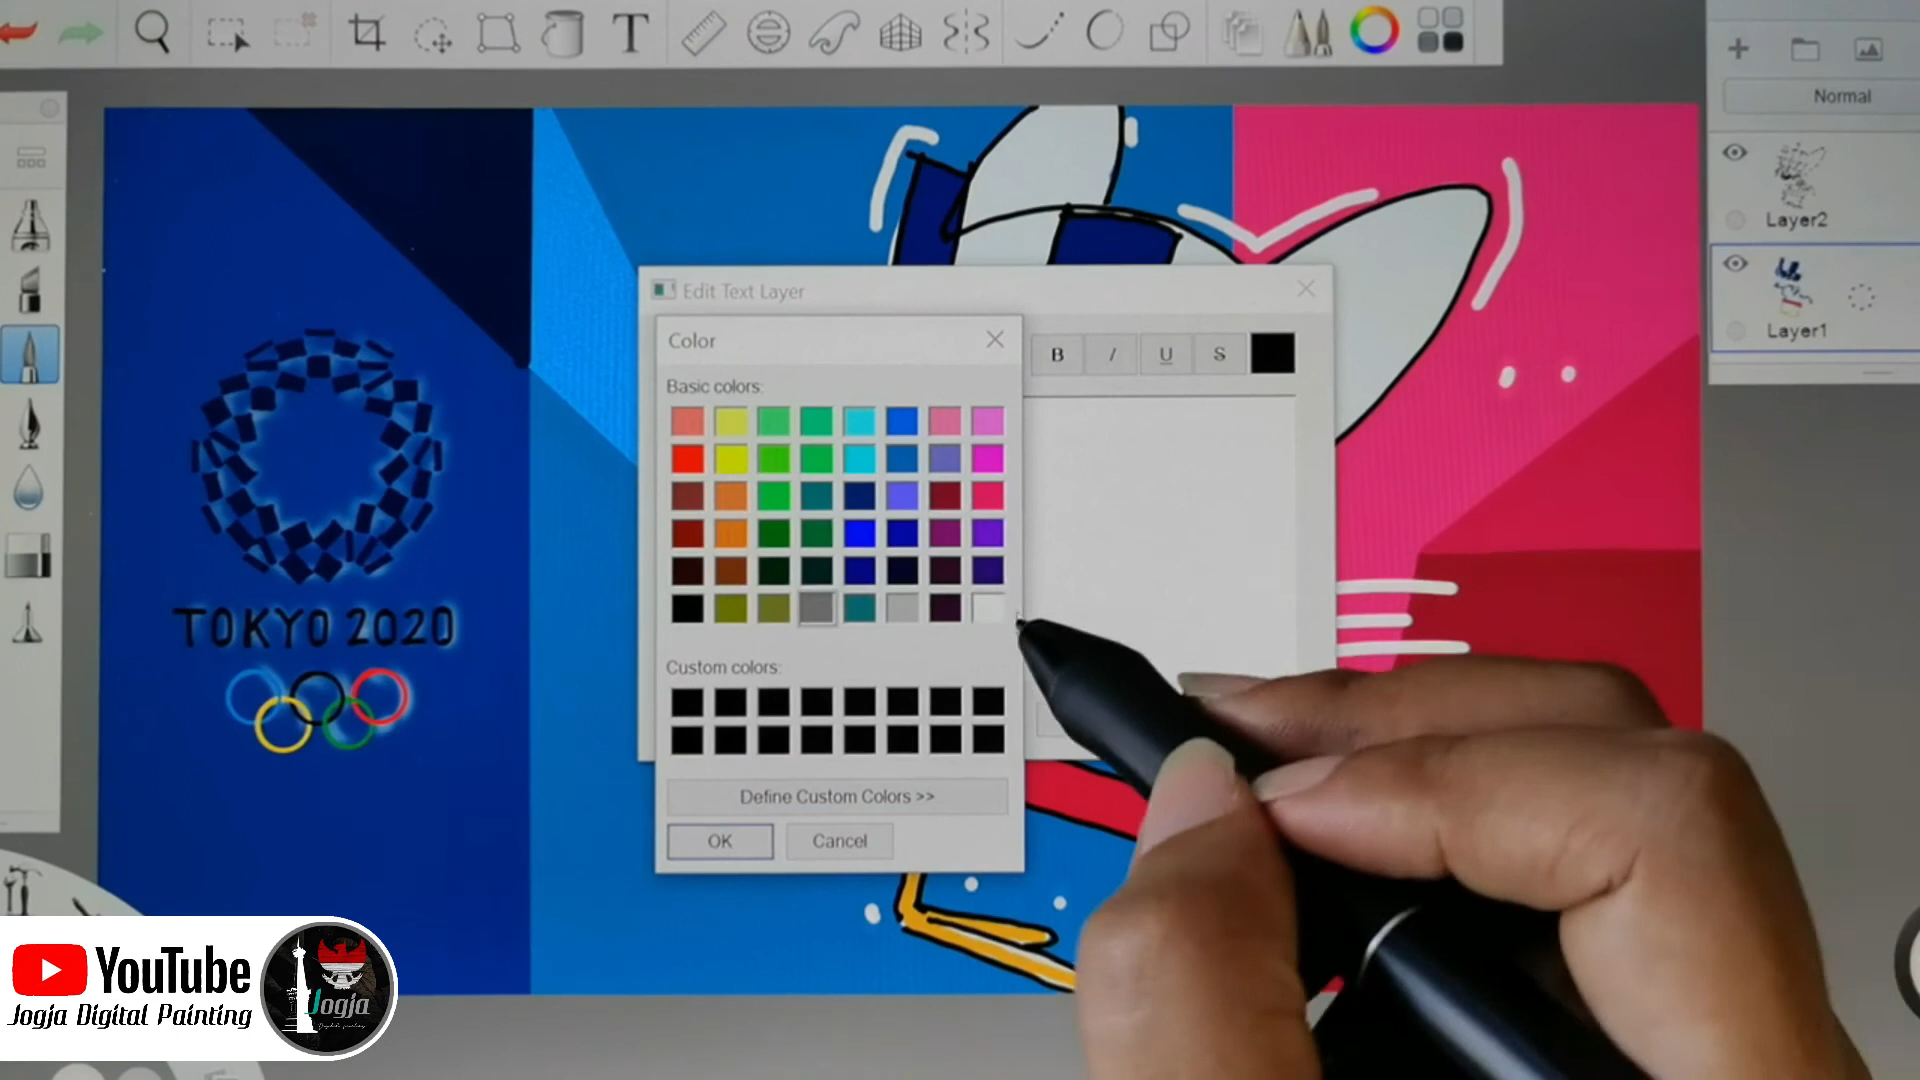 T
Normal
Layer2
Layer1
Edit Text Layer
B I U S
Color
Basic colors:
Custom colors:
Define Custom Colors >>
OK
Cancel
TOKYO 2020
YouTube
Jogja Digital Painting
Jogja